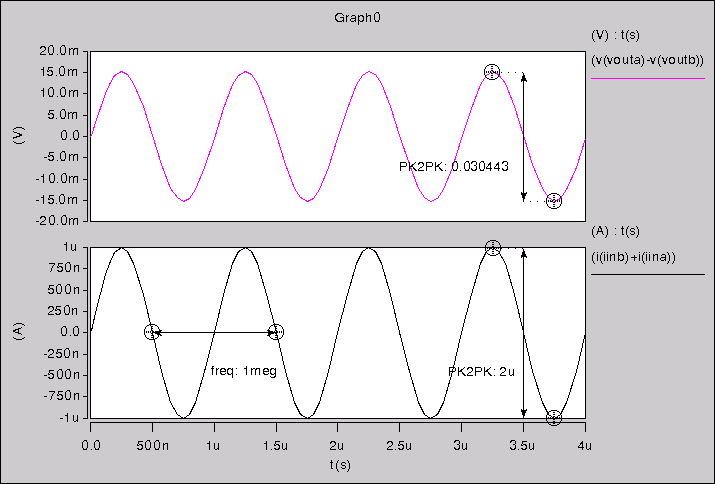 Graph0
(V) : t(s)
(v(vouta)-v(voutb))
20.0m
15.0m
10.0m
5.0m
0.0
-5.0m
-10.0m
-15.0m
-20.0m
(V)
PK2PK: 0.030443
(A) : t(s)
(i(iinb)+i(iina))
1u
750n
500n
250n
0.0
-250n
-500n
-750n
-1u
(A)
freq: 1meg
PK2PK: 2u
0.0 500n 1u 1.5u 2u 2.5u 3u 3.5u 4u
t(s)